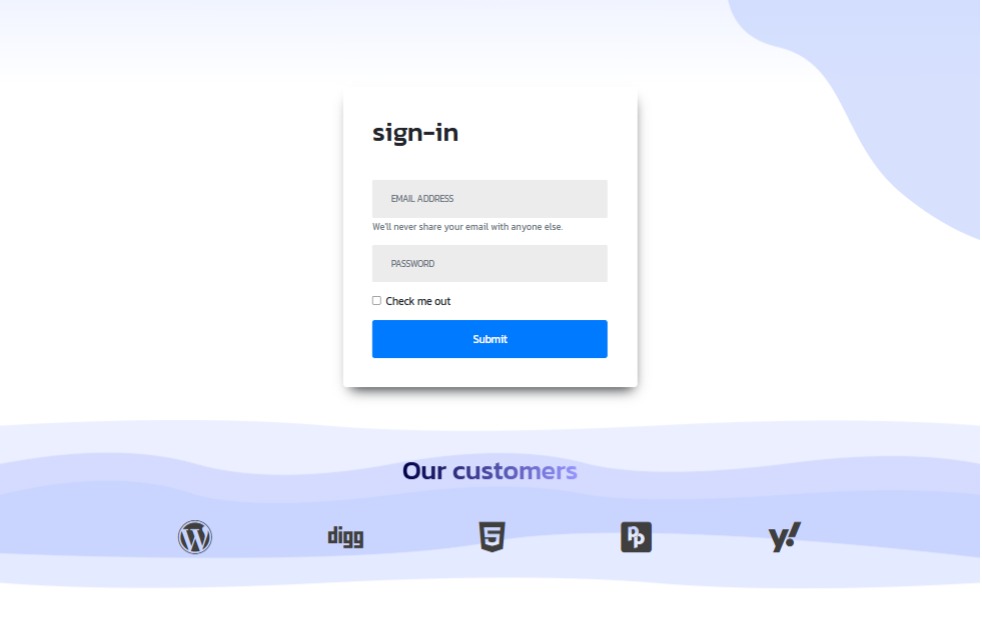 sign-in
EMAIL ADDRESS
We'll never share your email with anyone else.
PASSWORD
Check me out
Submit
Our customers
digg
y!